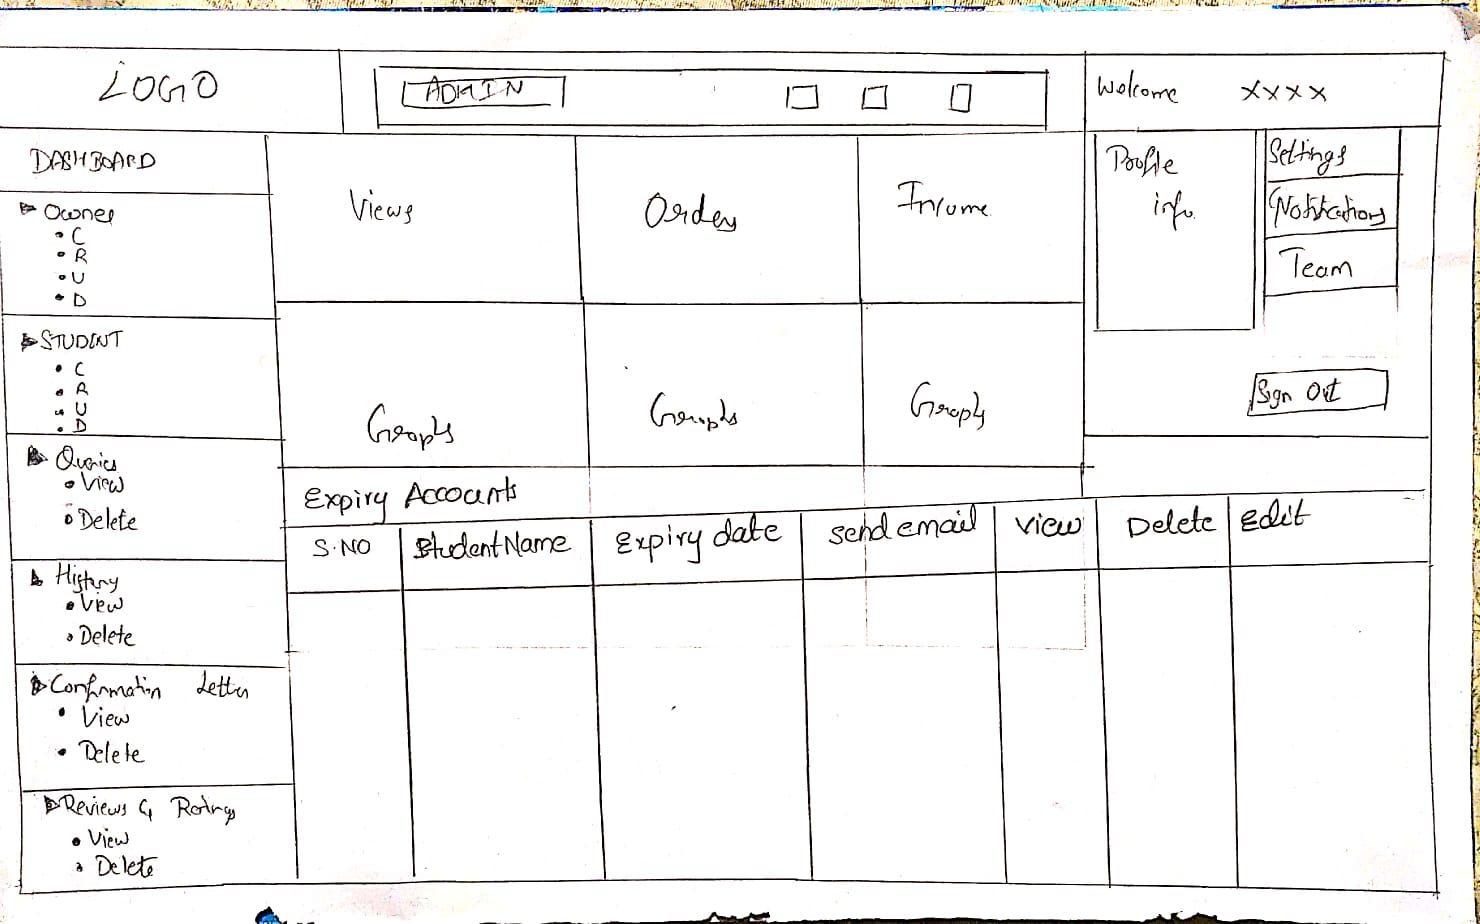 LOGO
ADMIN
Welcome xxxx
DASHBOARD
Owner
C
R
U
D
STUDENT
C
R
U
D
Queries
View
Delete
History
View
Delete
Confirmation Letter
View
Delete
Reviews & Ratings
View
Delete
Views
Orders
Income
Graphs
Graphs
Graphs
Profile
info
Settings
Notifications
Team
Sign Out
Expiry Accounts
S.NO
Student Name
Expiry date
send email
view
Delete
Edit